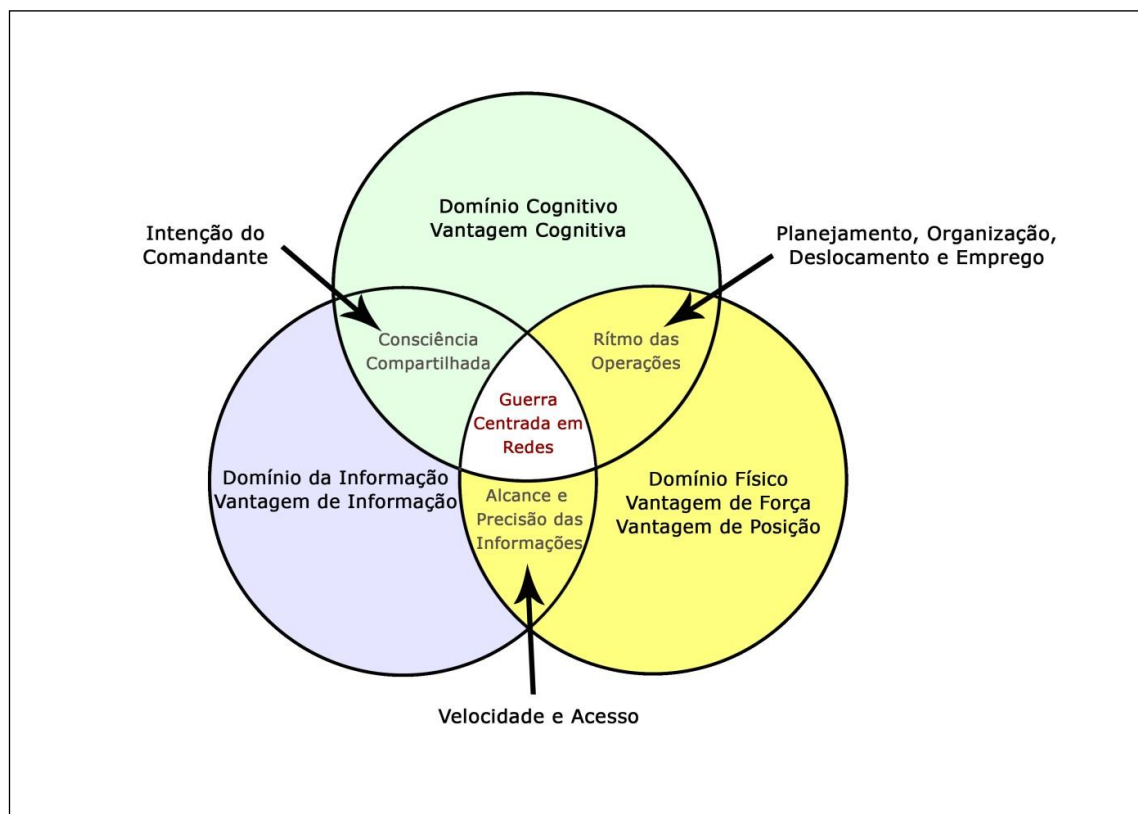 Domínio Cognitivo
Vantagem Cognitiva
Intenção do
Comandante
Planejamento, Organização,
Deslocamento e Emprego
Consciência
Compartilhada
Rítmo das
Operações
Guerra
Centrada em
Redes
Domínio da Informação
Vantagem de Informação
Alcance e
Precisão das
Informações
Domínio Físico
Vantagem de Força
Vantagem de Posição
Velocidade e Acesso